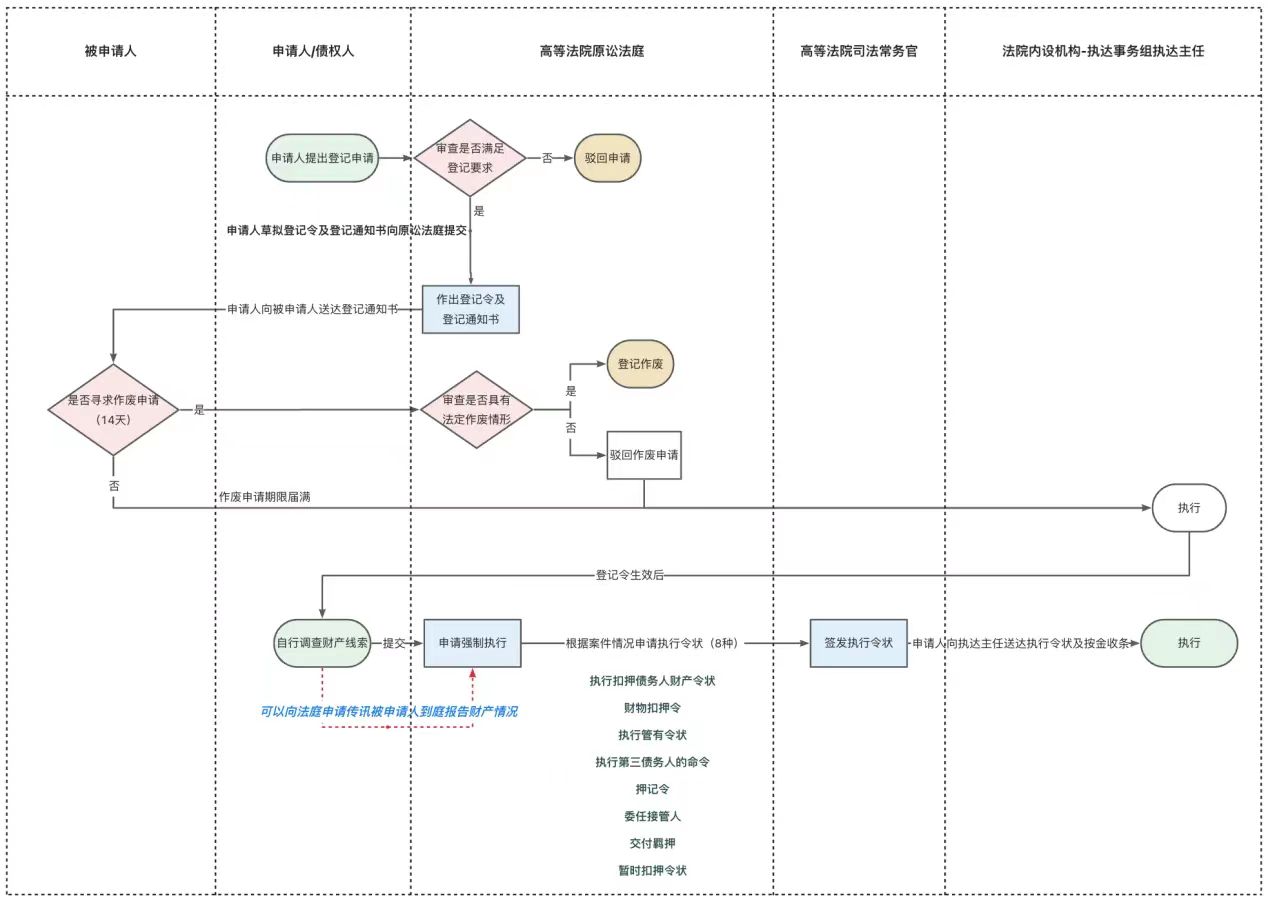 被申请人
申请人/债权人
高等法院原讼法庭
高等法院司法常务官
法院内设机构-执达事务组执达主任
申请人提出登记申请
审查是否满足
登记要求
否
驳回申请
是
申请人草拟登记令及登记通知书向原讼法庭提交
作出登记令及
登记通知书
申请人向被申请人送达登记通知书
是否寻求作废申请
（14天）
是
审查是否具有
法定作废情形
是
登记作废
否
驳回作废申请
否
作废申请期限届满
执行
登记令生效后
自行调查财产线索
提交
申请强制执行
根据案件情况申请执行令状（8种）
签发执行令状
申请人向执达主任送达执行令状及按金收条
执行
可以向法庭申请传讯被申请人到庭报告财产情况
执行扣押债务人财产令状
财物扣押令
执行管有令状
执行第三债务人的命令
押记令
委任接管人
交付羁押
暂时扣押令状